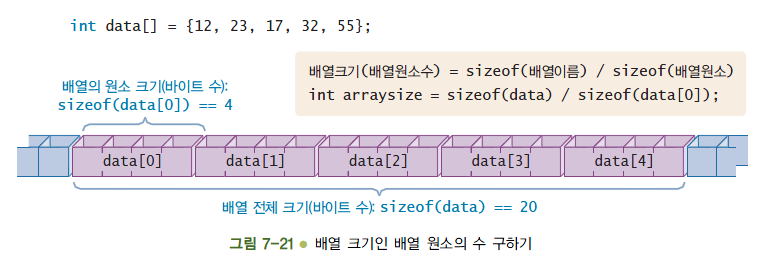 int data[] = {12, 23, 17, 32, 55};
배열크기(배열원소수) = sizeof(배열이름) / sizeof(배열원소)
int arraysize = sizeof(data) / sizeof(data[0]);
배열의 원소 크기(바이트 수):
sizeof(data[0]) == 4
data[0] data[1] data[2] data[3] data[4]
배열 전체 크기(바이트 수): sizeof(data) == 20
그림 7-21 ● 배열 크기인 배열 원소의 수 구하기